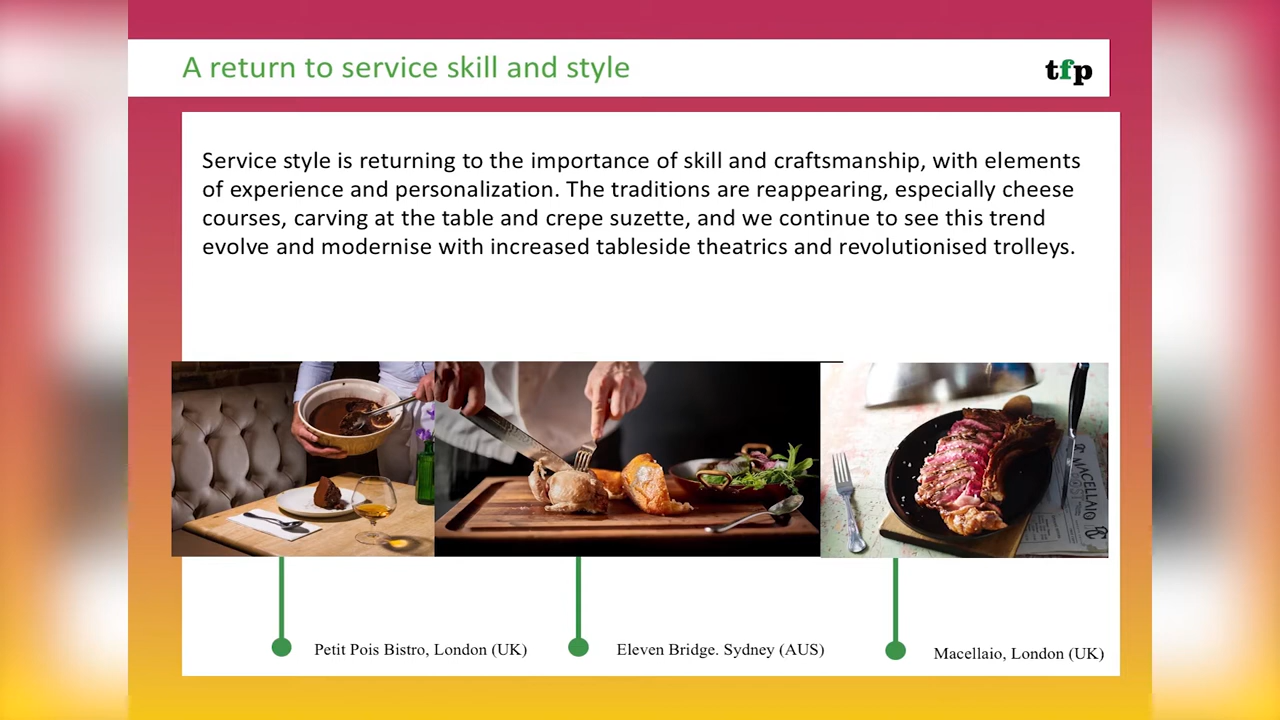 A return to service skill and style
tfp
Service style is returning to the importance of skill and craftsmanship, with elements
of experience and personalization. The traditions are reappearing, especially cheese
courses, carving at the table and crepe suzette, and we continue to see this trend
evolve and modernise with increased tableside theatrics and revolutionised trolleys.
MACELLAIO
Petit Pois Bistro, London (UK)
Eleven Bridge. Sydney (AUS)
Macellaio, London (UK)